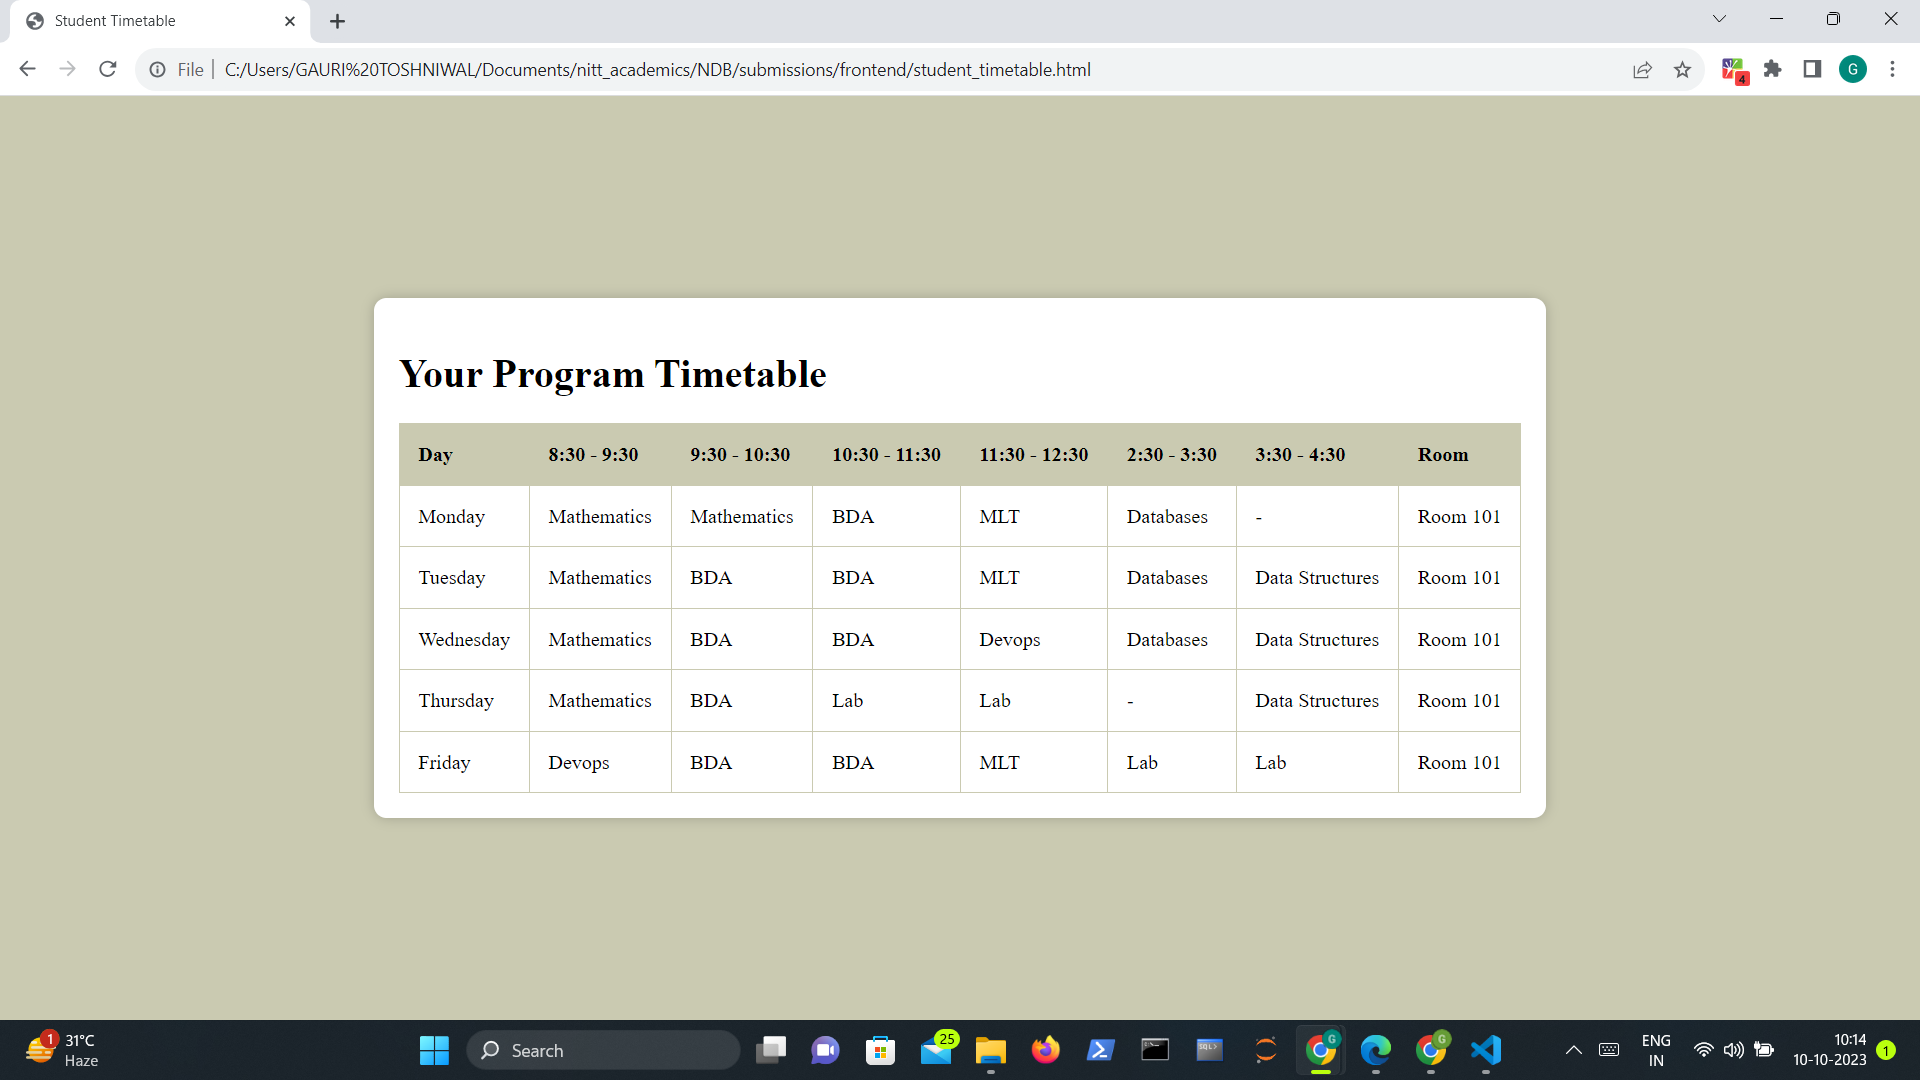 Student Timetable
File
C:/Users/GAURI%20TOSHNIWAL/Documents/nitt_academics/NDB/submissions/frontend/student_timetable.html
4
G
Your Program Timetable
Day 8:30 - 9:30 9:30 - 10:30 10:30 - 11:30 11:30 - 12:30 2:30 - 3:30 3:30 - 4:30 Room
Monday Mathematics Mathematics BDA MLT Databases - Room 101
Tuesday Mathematics BDA BDA MLT Databases Data Structures Room 101
Wednesday Mathematics BDA BDA Devops Databases Data Structures Room 101
Thursday Mathematics BDA Lab Lab - Data Structures Room 101
Friday Devops BDA BDA MLT Lab Lab Room 101
1
31°C
Haze
Search
25
SQL>
G
G
ENG
IN
10:14
10-10-2023
1